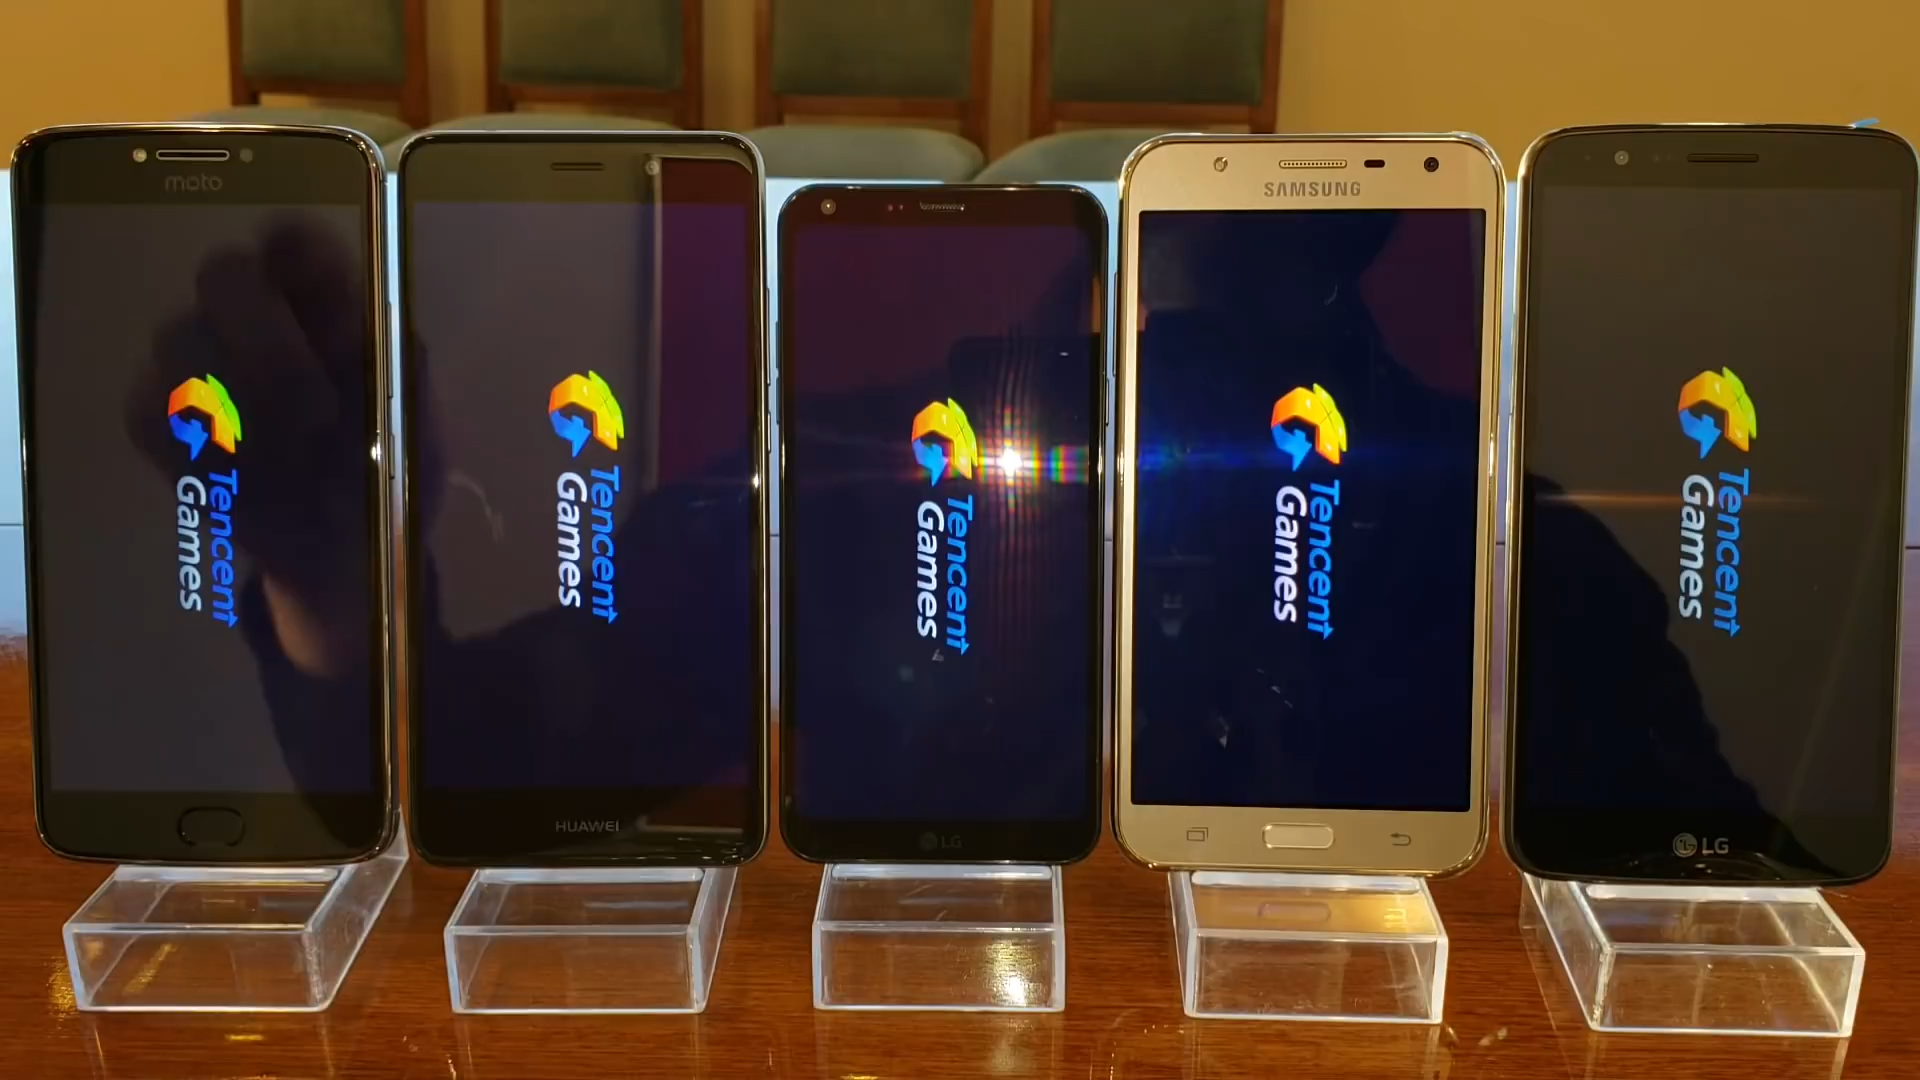 moto
Tencent
Games
Tencent
Games
HUAWEI
Tencent
Games
LG
SAMSUNG
Tencent
Games
Tencent
Games
LG